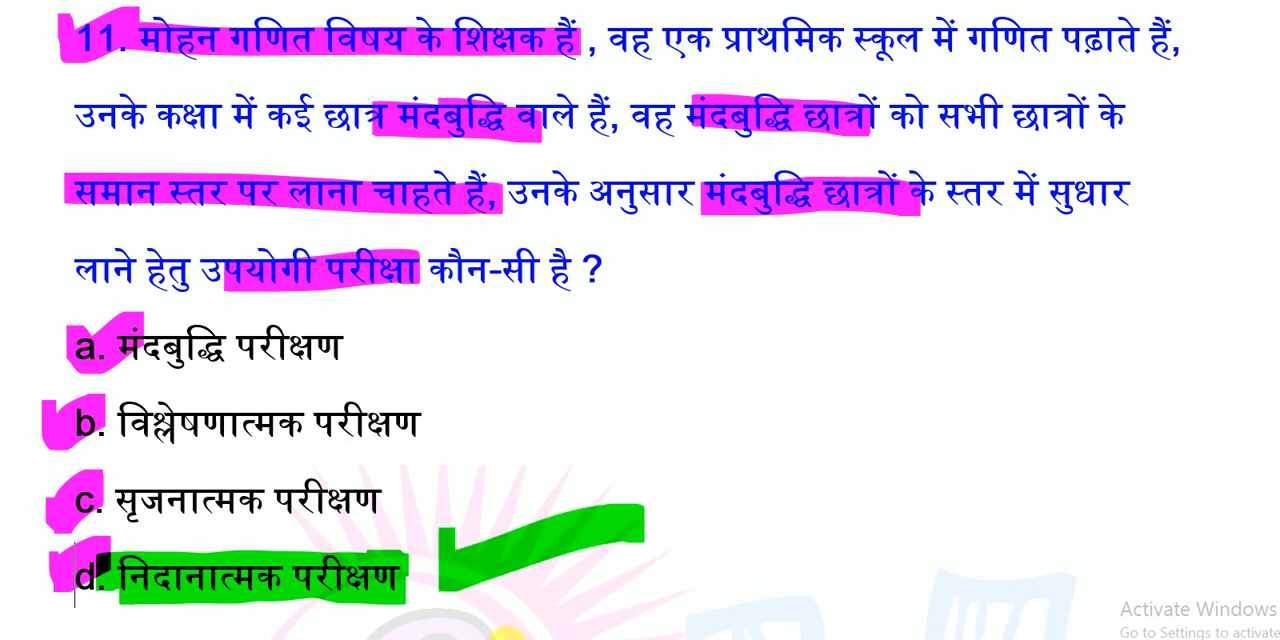 11. मोहन गणित विषय के शिक्षक हैं , वह एक प्राथमिक स्कूल में गणित पढ़ाते हैं,
उनके कक्षा में कई छात्र मंदबुद्धि वाले हैं, वह मंदबुद्धि छात्रों को सभी छात्रों के
समान स्तर पर लाना चाहते हैं, उनके अनुसार मंदबुद्धि छात्रों के स्तर में सुधार
लाने हेतु उपयोगी परीक्षा कौन-सी है ?
a. मंदबुद्धि परीक्षण
b. विश्लेषणात्मक परीक्षण
c. सृजनात्मक परीक्षण
d. निदानात्मक परीक्षण
Activate Windows
Go to Settings to activate